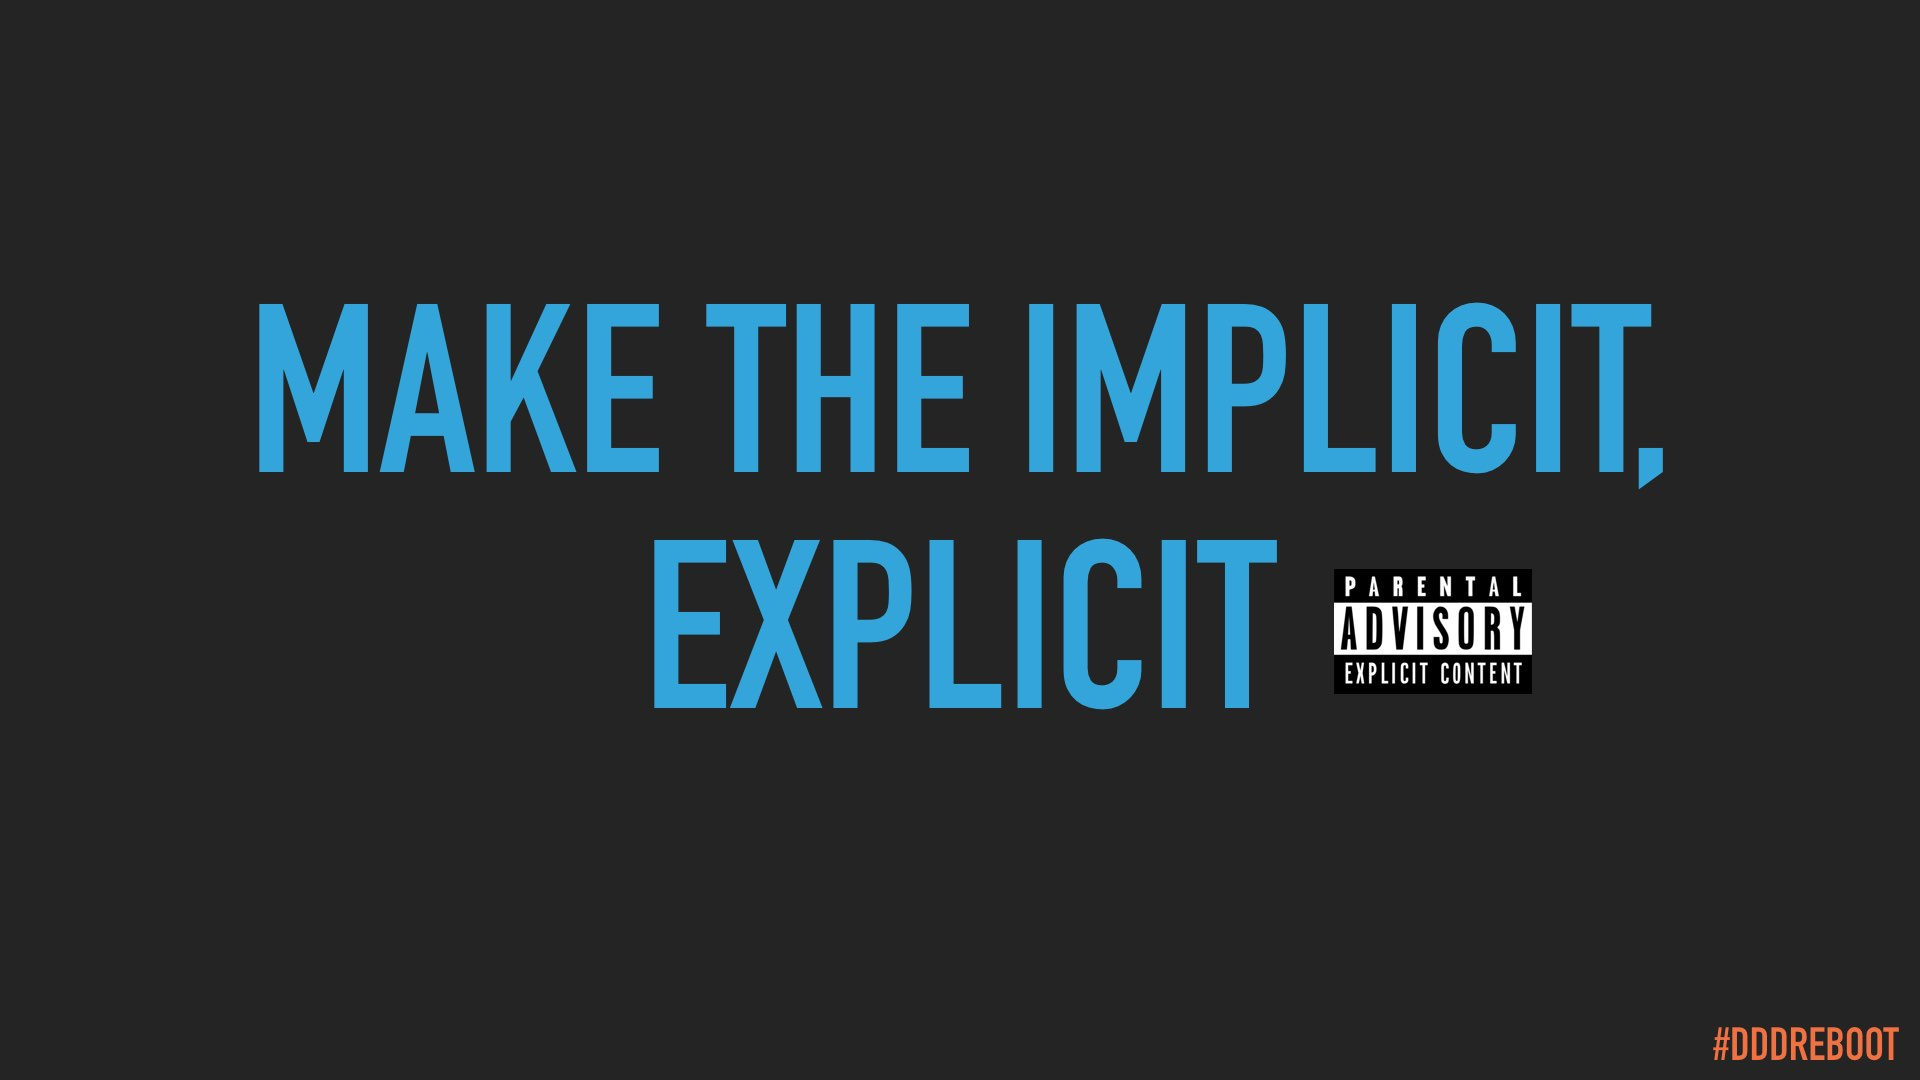 MAKE THE IMPLICIT,
EXPLICIT
PARENTAL
ADVISORY
EXPLICIT CONTENT
#DDDREBOOT